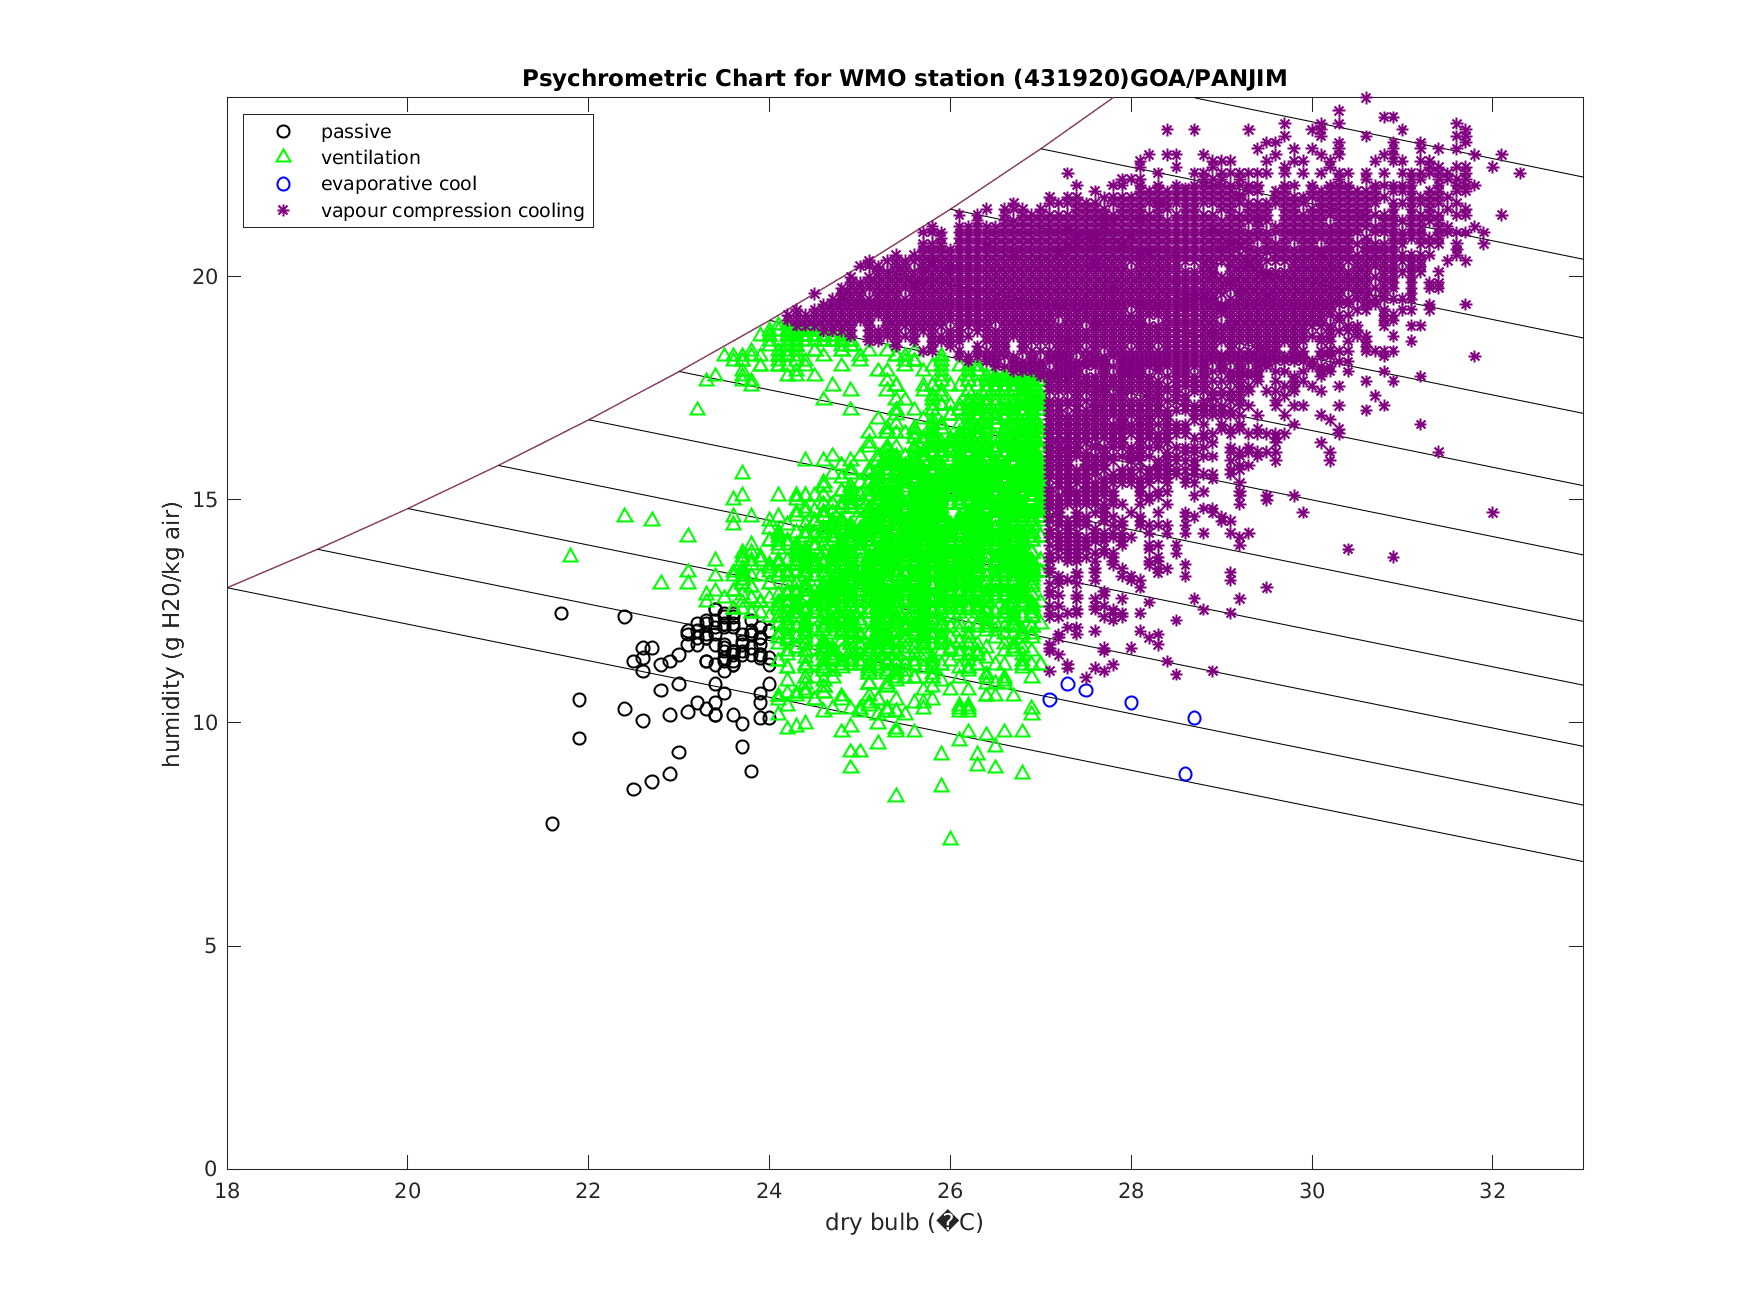 Psychrometric Chart for WMO station (431920)GOA/PANJIM
passive
ventilation
evaporative cool
vapour compression cooling
humidity (g H20/kg air)
20
15
10
5
0
18 20 22 24 26 28 30 32
dry bulb (�C)